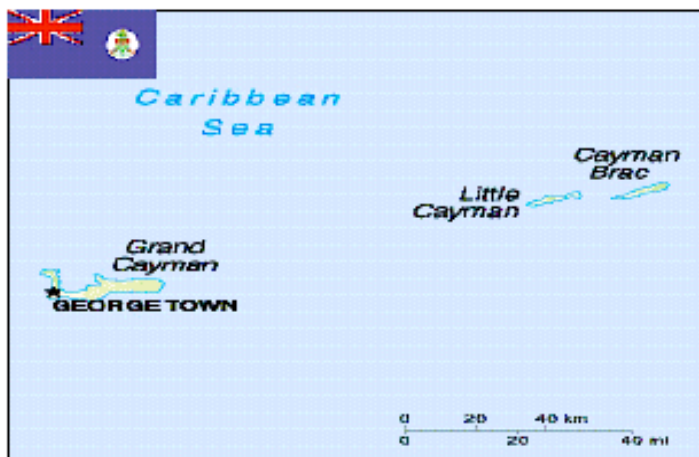 Caribbean
Sea
Cayman
Brac
Little
Cayman
Grand
Cayman
GEORGE TOWN
0 20 40 km
0 20 40 mi